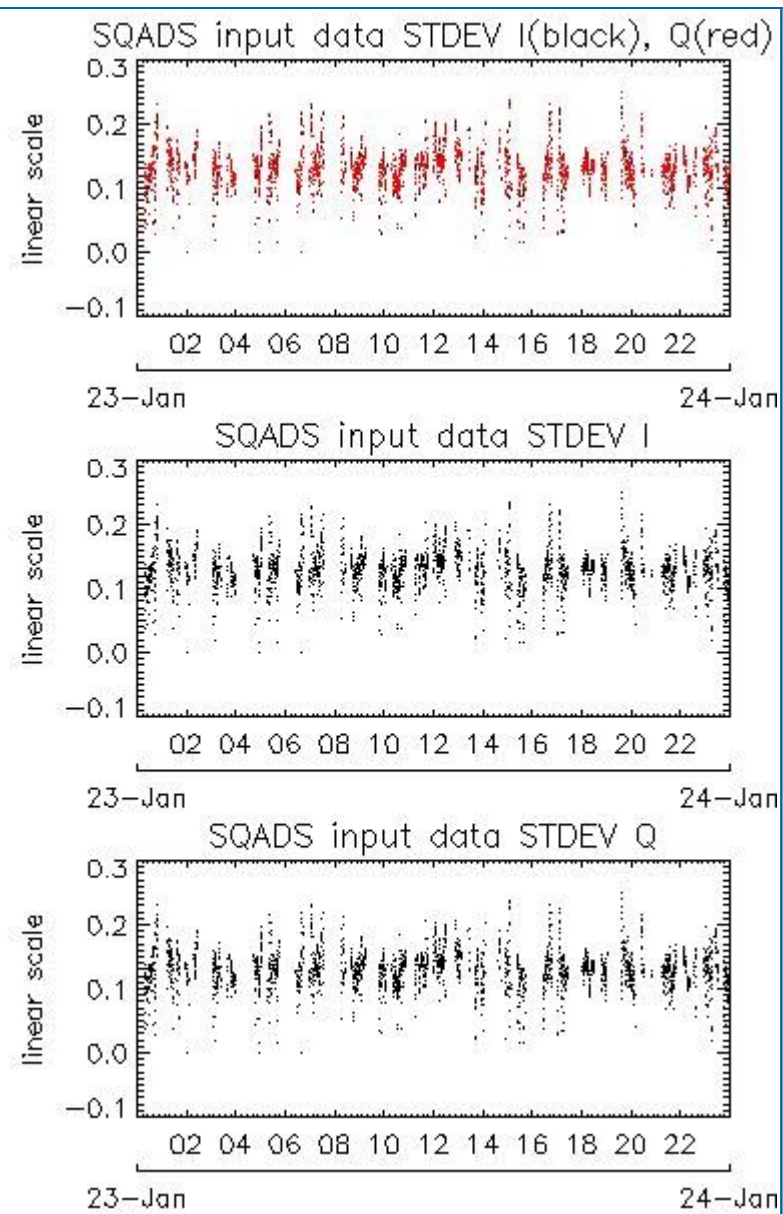 SQADS input data STDEV I(black), Q(red)
0.3
0.2
0.1
0.0
-0.1
linear scale
02 04 06 08 10 12 14 16 18 20 22
23-Jan 24-Jan
SQADS input data STDEV I
0.3
0.2
0.1
0.0
-0.1
linear scale
02 04 06 08 10 12 14 16 18 20 22
23-Jan 24-Jan
SQADS input data STDEV Q
0.3
0.2
0.1
0.0
-0.1
linear scale
02 04 06 08 10 12 14 16 18 20 22
23-Jan 24-Jan